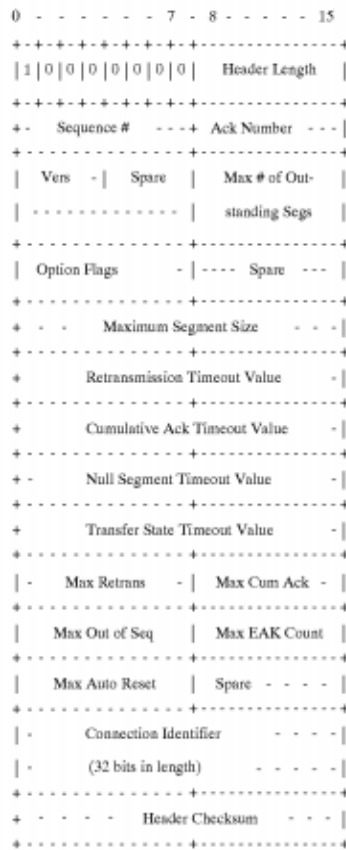 0 - - - - - - 7 - 8 - - - - - 15
|1|0|0|0|0|0|0|0| Header Length |
+- Sequence # ---+ Ack Number ---|
| Vers -| Spare | Max # of Out- |
| - - - - - - - - - - - - - | standing Segs |
| Option Flags -|---- Spare --- |
+ - - Maximum Segment Size - - -|
+ Retransmission Timeout Value -|
+ Cumulative Ack Timeout Value -|
+ - Null Segment Timeout Value -|
+ Transfer State Timeout Value -|
| - Max Retrans - | Max Cum Ack - |
| Max Out of Seq | Max EAK Count |
| Max Auto Reset | Spare - - - - |
| - Connection Identifier - - - -|
| - (32 bits in length) - - - - -|
+ - - - - Header Checksum - - -|